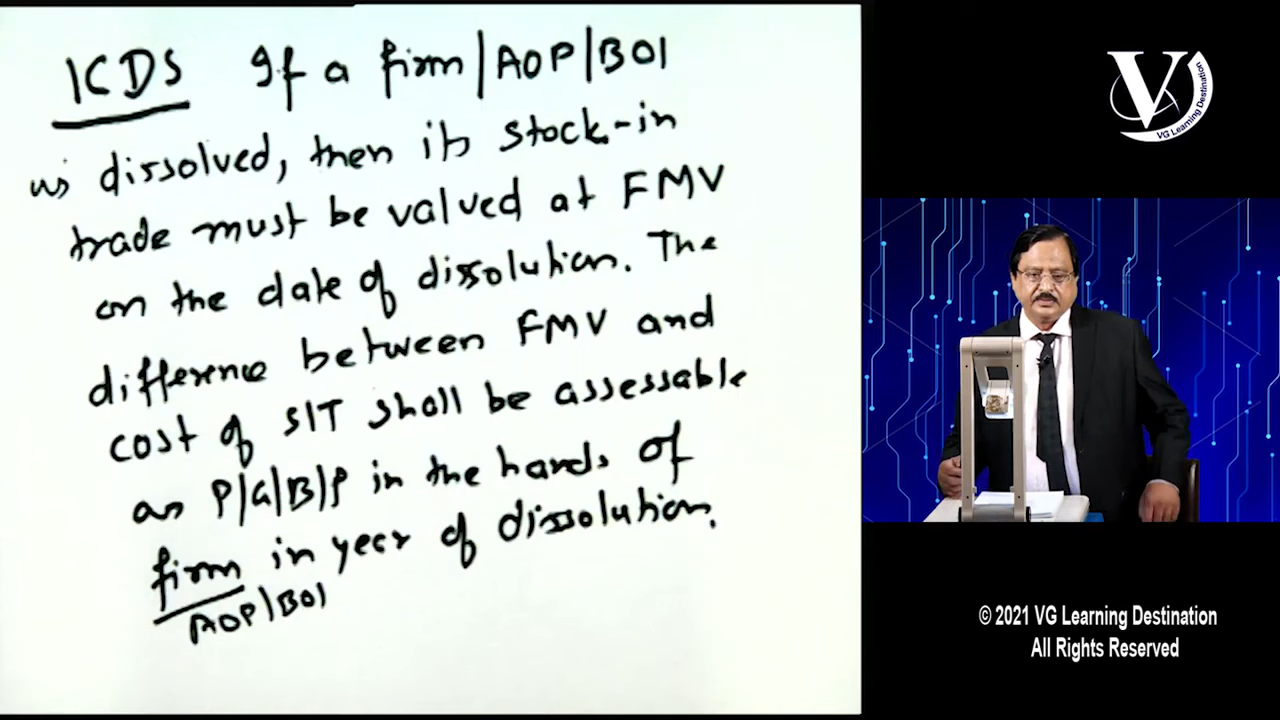 ICDS If a firm/AOP/BOI
is dissolved, then its stock-in
trade must be valued at FMV
on the date of dissolution. The
difference between FMV and
cost of SIT shall be assessable
as P/G/B/P in the hands of
firm in year of dissolution.
AOP/BOI
V
VG Learning Destination
© 2021 VG Learning Destination
All Rights Reserved